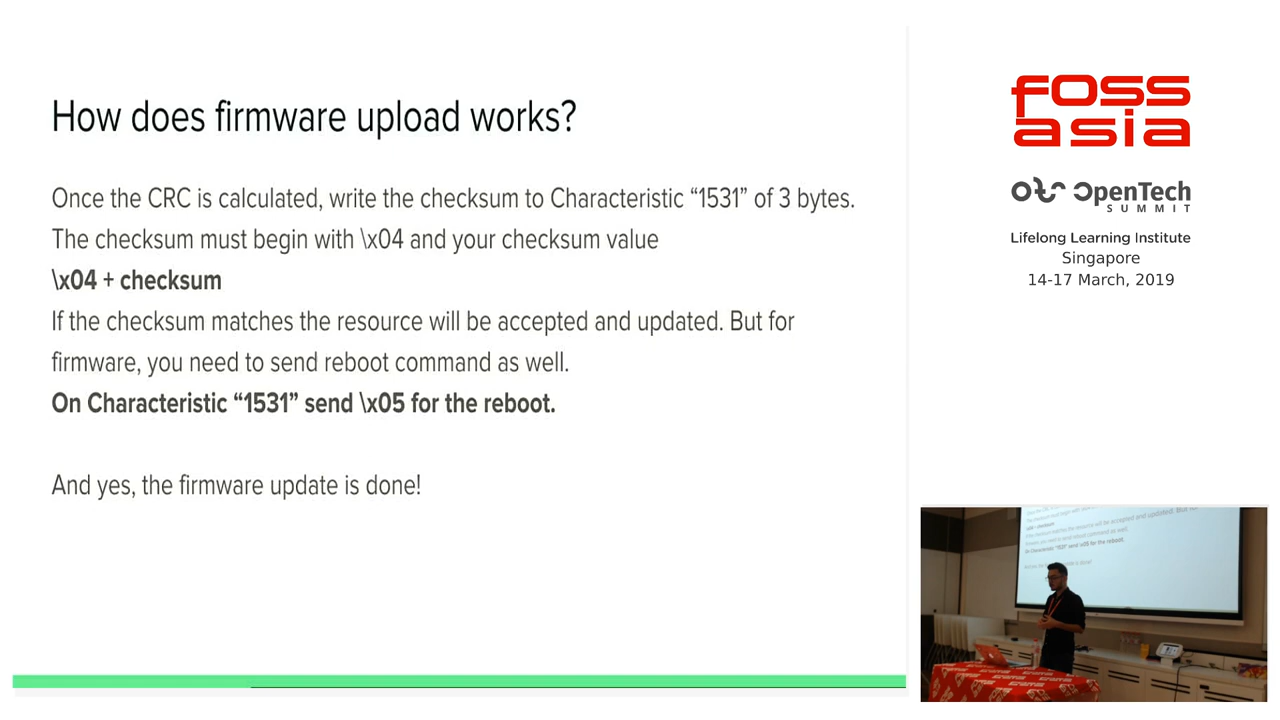 How does firmware upload works?
Once the CRC is calculated, write the checksum to Characteristic “1531” of 3 bytes.
The checksum must begin with \x04 and your checksum value
\x04 + checksum
If the checksum matches the resource will be accepted and updated. But for
firmware, you need to send reboot command as well.
On Characteristic “1531” send \x05 for the reboot.
And yes, the firmware update is done!
foss
asia
OpenTech
SUMMIT
Lifelong Learning Institute
Singapore
14-17 March, 2019